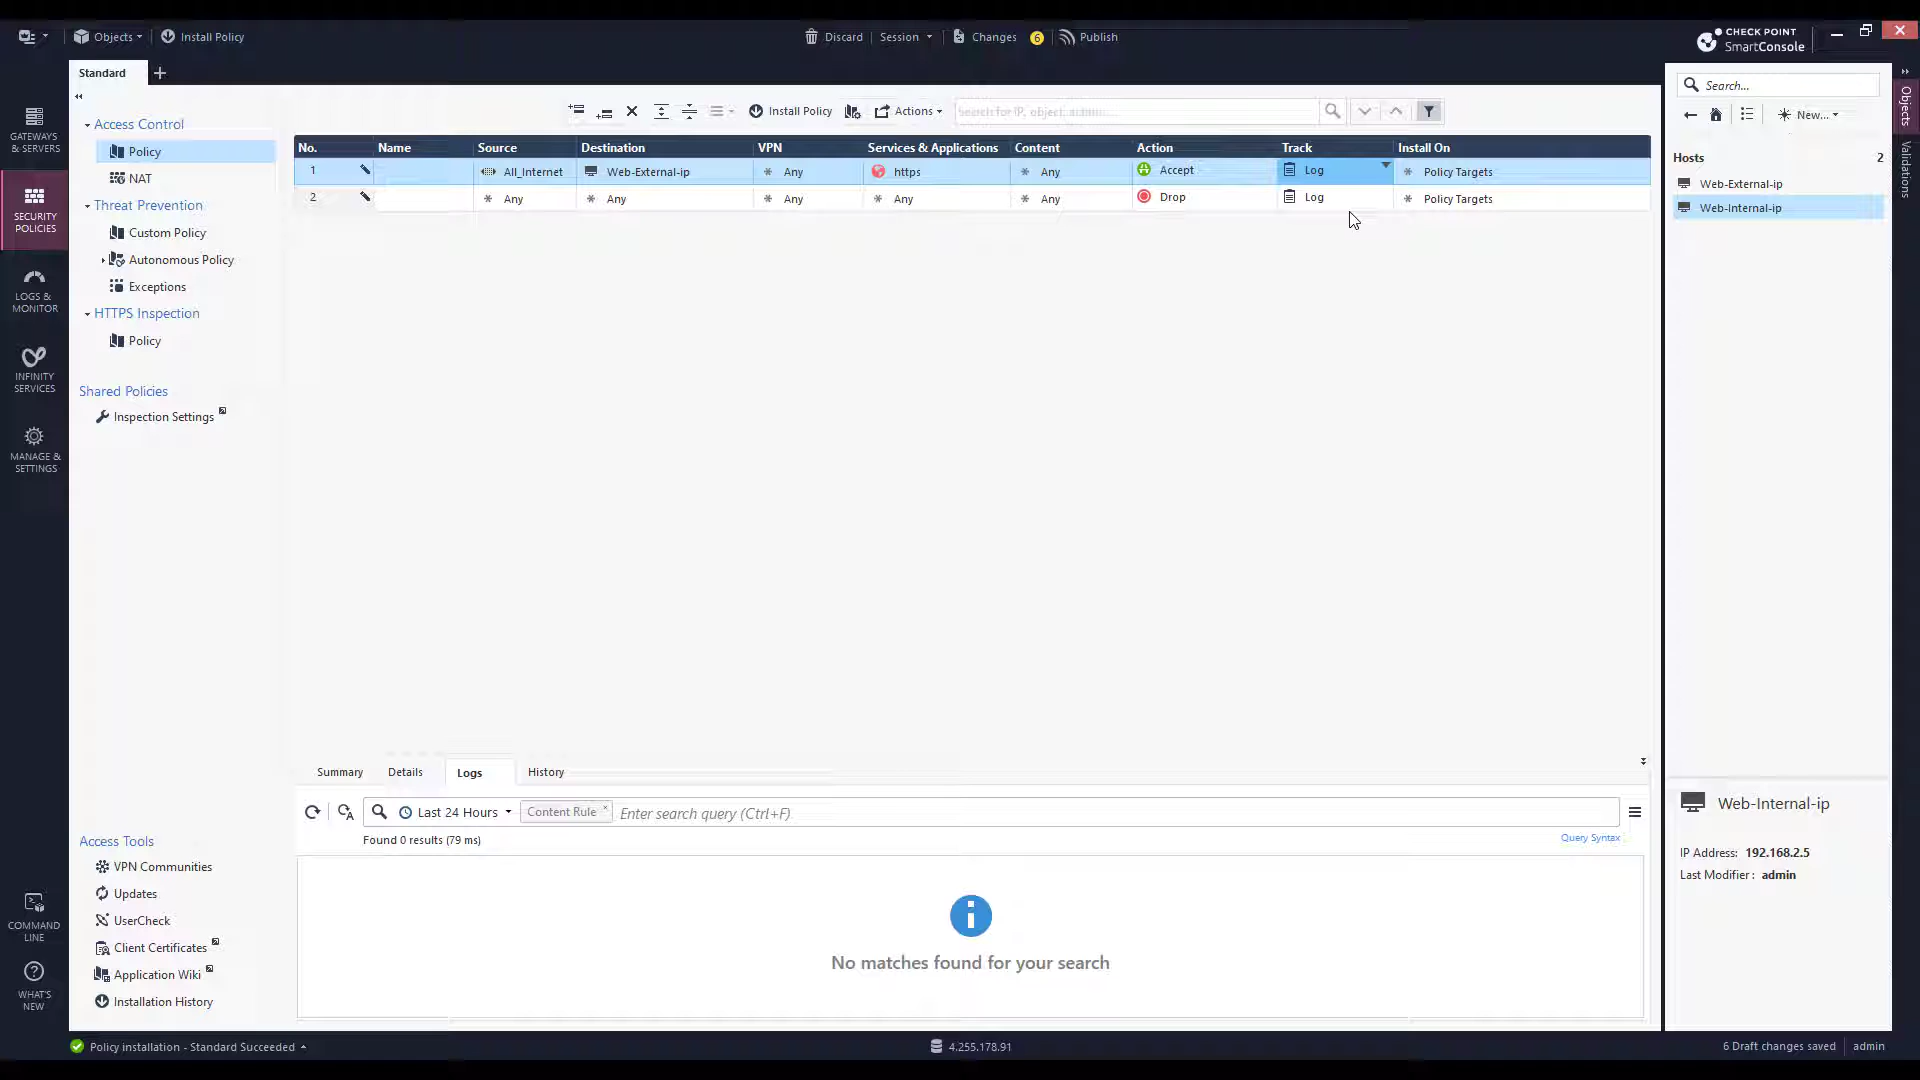 Objects
Install Policy
Discard
Session
Changes
6
Publish
CHECK POINT
SmartConsole
Standard
GATEWAYS
& SERVERS
SECURITY
POLICIES
LOGS &
MONITOR
INFINITY
SERVICES
MANAGE &
SETTINGS
COMMAND
LINE
WHAT'S
NEW
Access Control
Policy
NAT
Threat Prevention
Custom Policy
Autonomous Policy
Exceptions
HTTPS Inspection
Policy
Shared Policies
Inspection Settings
Access Tools
VPN Communities
Updates
UserCheck
Client Certificates
Application Wiki
Installation History
Install Policy
Actions
Search for IP, object, action...
No. Name Source Destination VPN Services & Applications Content Action Track Install On
1 All_Internet Web-External-ip Any https Any Accept Log Policy Targets
2 Any Any Any Any Any Drop Log Policy Targets
Summary
Details
Logs
History
Last 24 Hours
Content Rule
Enter search query (Ctrl+F)
Found 0 results (79 ms)
Query Syntax
No matches found for your search
Search...
New...
Hosts 2
Web-External-ip
Web-Internal-ip
Web-Internal-ip
IP Address: 192.168.2.5
Last Modifier: admin
Objects
Validations
Policy installation - Standard Succeeded
4.255.178.91
6 Draft changes saved
admin